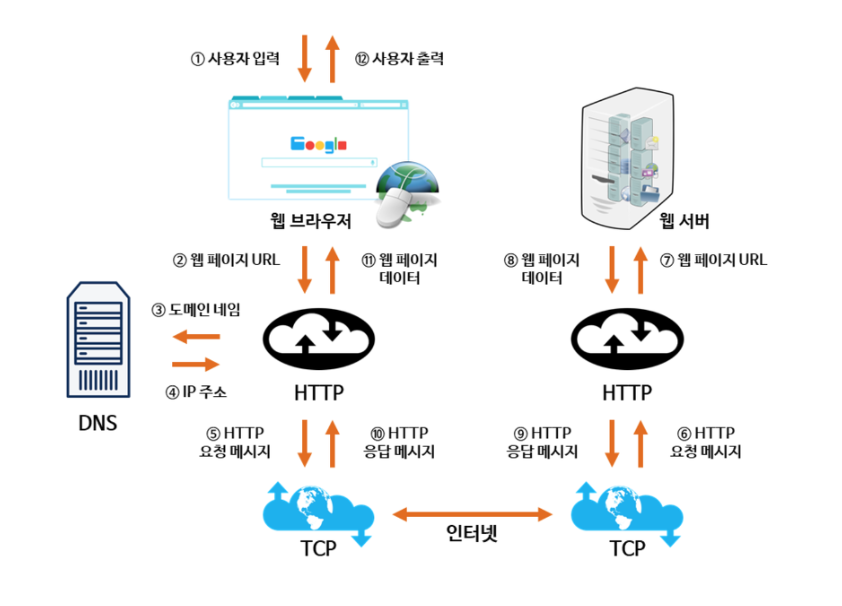 ① 사용자 입력
⑫ 사용자 출력
Google
웹 브라우저
웹 서버
② 웹 페이지 URL
⑪ 웹 페이지
데이터
⑧ 웹 페이지
데이터
⑦ 웹 페이지 URL
③ 도메인 네임
④ IP 주소
DNS
HTTP
HTTP
⑤ HTTP
요청 메시지
⑩ HTTP
응답 메시지
⑨ HTTP
응답 메시지
⑥ HTTP
요청 메시지
인터넷
TCP
TCP